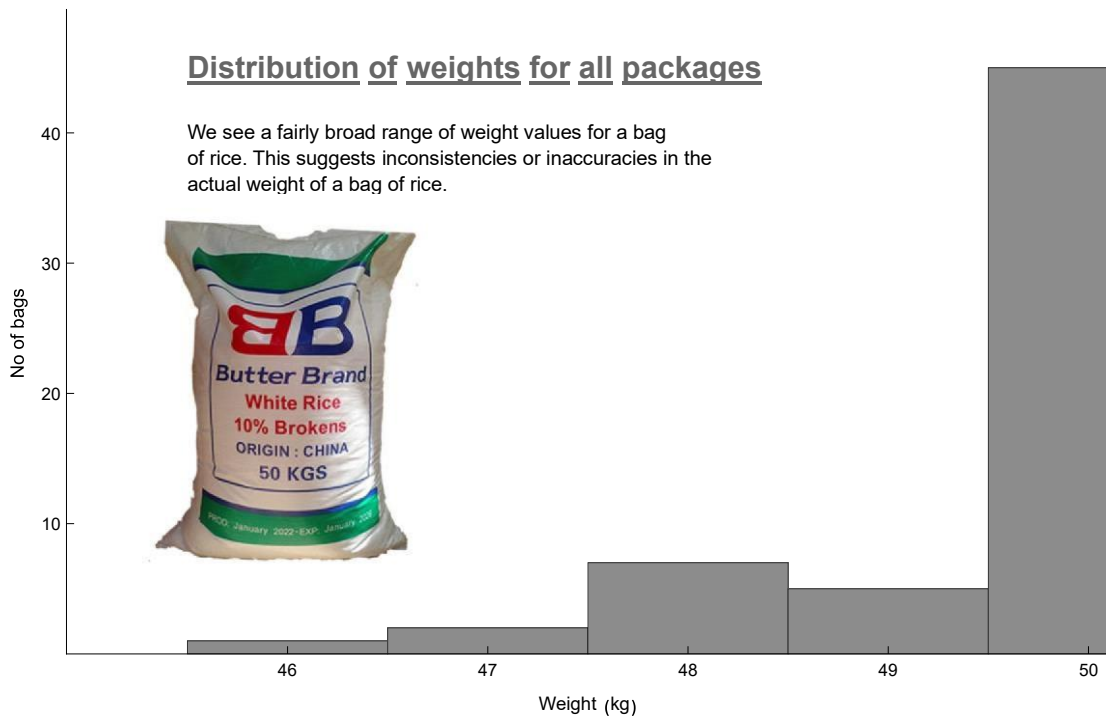 Distribution of weights for all packages
We see a fairly broad range of weight values for a bag
of rice. This suggests inconsistencies or inaccuracies in the
actual weight of a bag of rice.
40
30
20
10
No of bags
BB
Butter Brand
White Rice
10% Brokens
ORIGIN : CHINA
50 KGS
PROD: January 2022-EXP: January
46 47 48 49 50
Weight (kg)